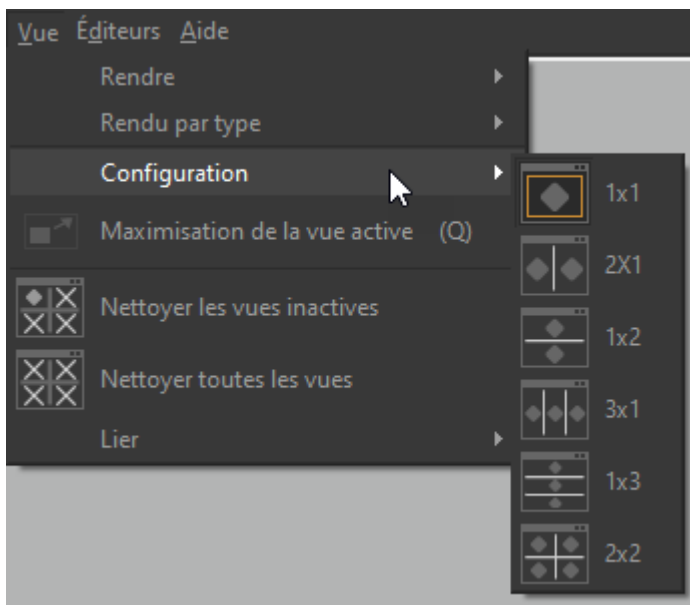 Vue Éditeurs Aide
Rendre
Rendu par type
Configuration
Maximisation de la vue active (Q)
Nettoyer les vues inactives
Nettoyer toutes les vues
Lier
1x1
2X1
1x2
3x1
1x3
2x2